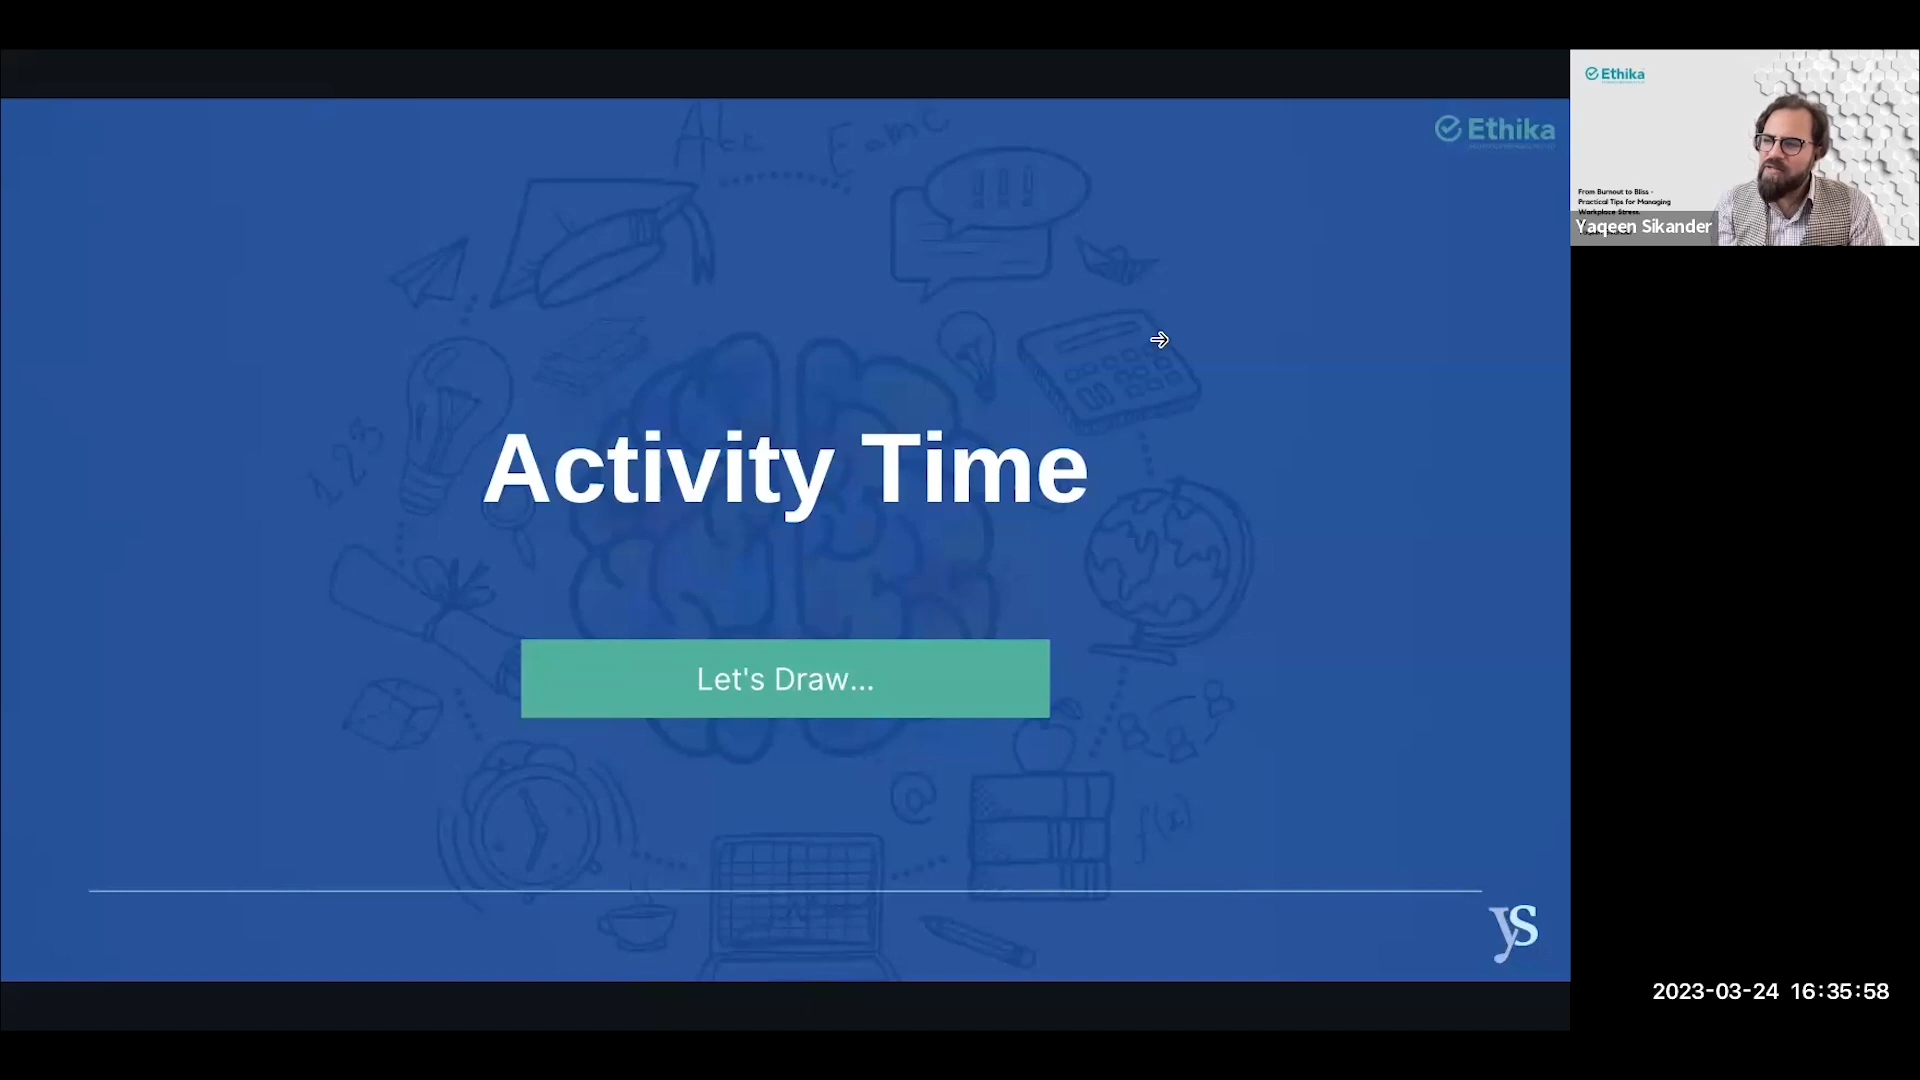 Ethika
Activity Time
Let's Draw...
123
@
f(x)
yS
Ethika
From Burnout to Bliss -
Practical Tips for Managing
Workplace Stress
Yaqeen Sikander
2023-03-24 16:35:58